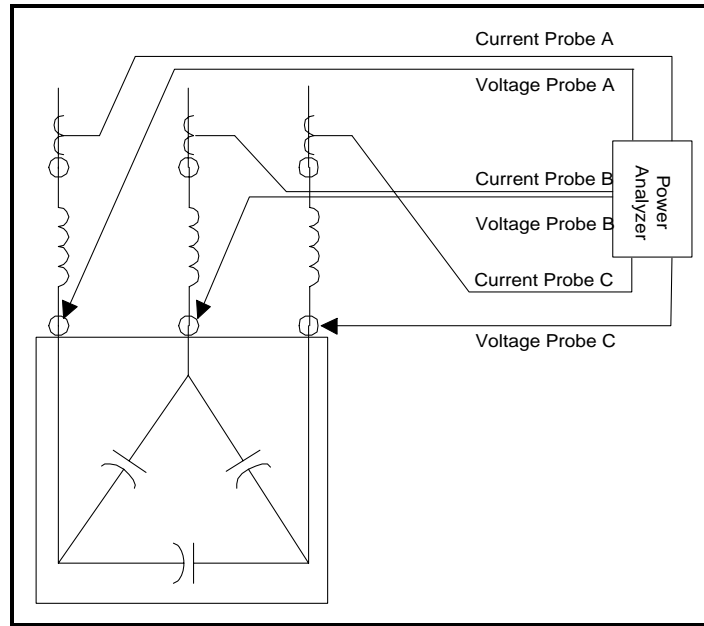 Current Probe A
Voltage Probe A
Current Probe B
Voltage Probe B
Power
Analyzer
Current Probe C
Voltage Probe C